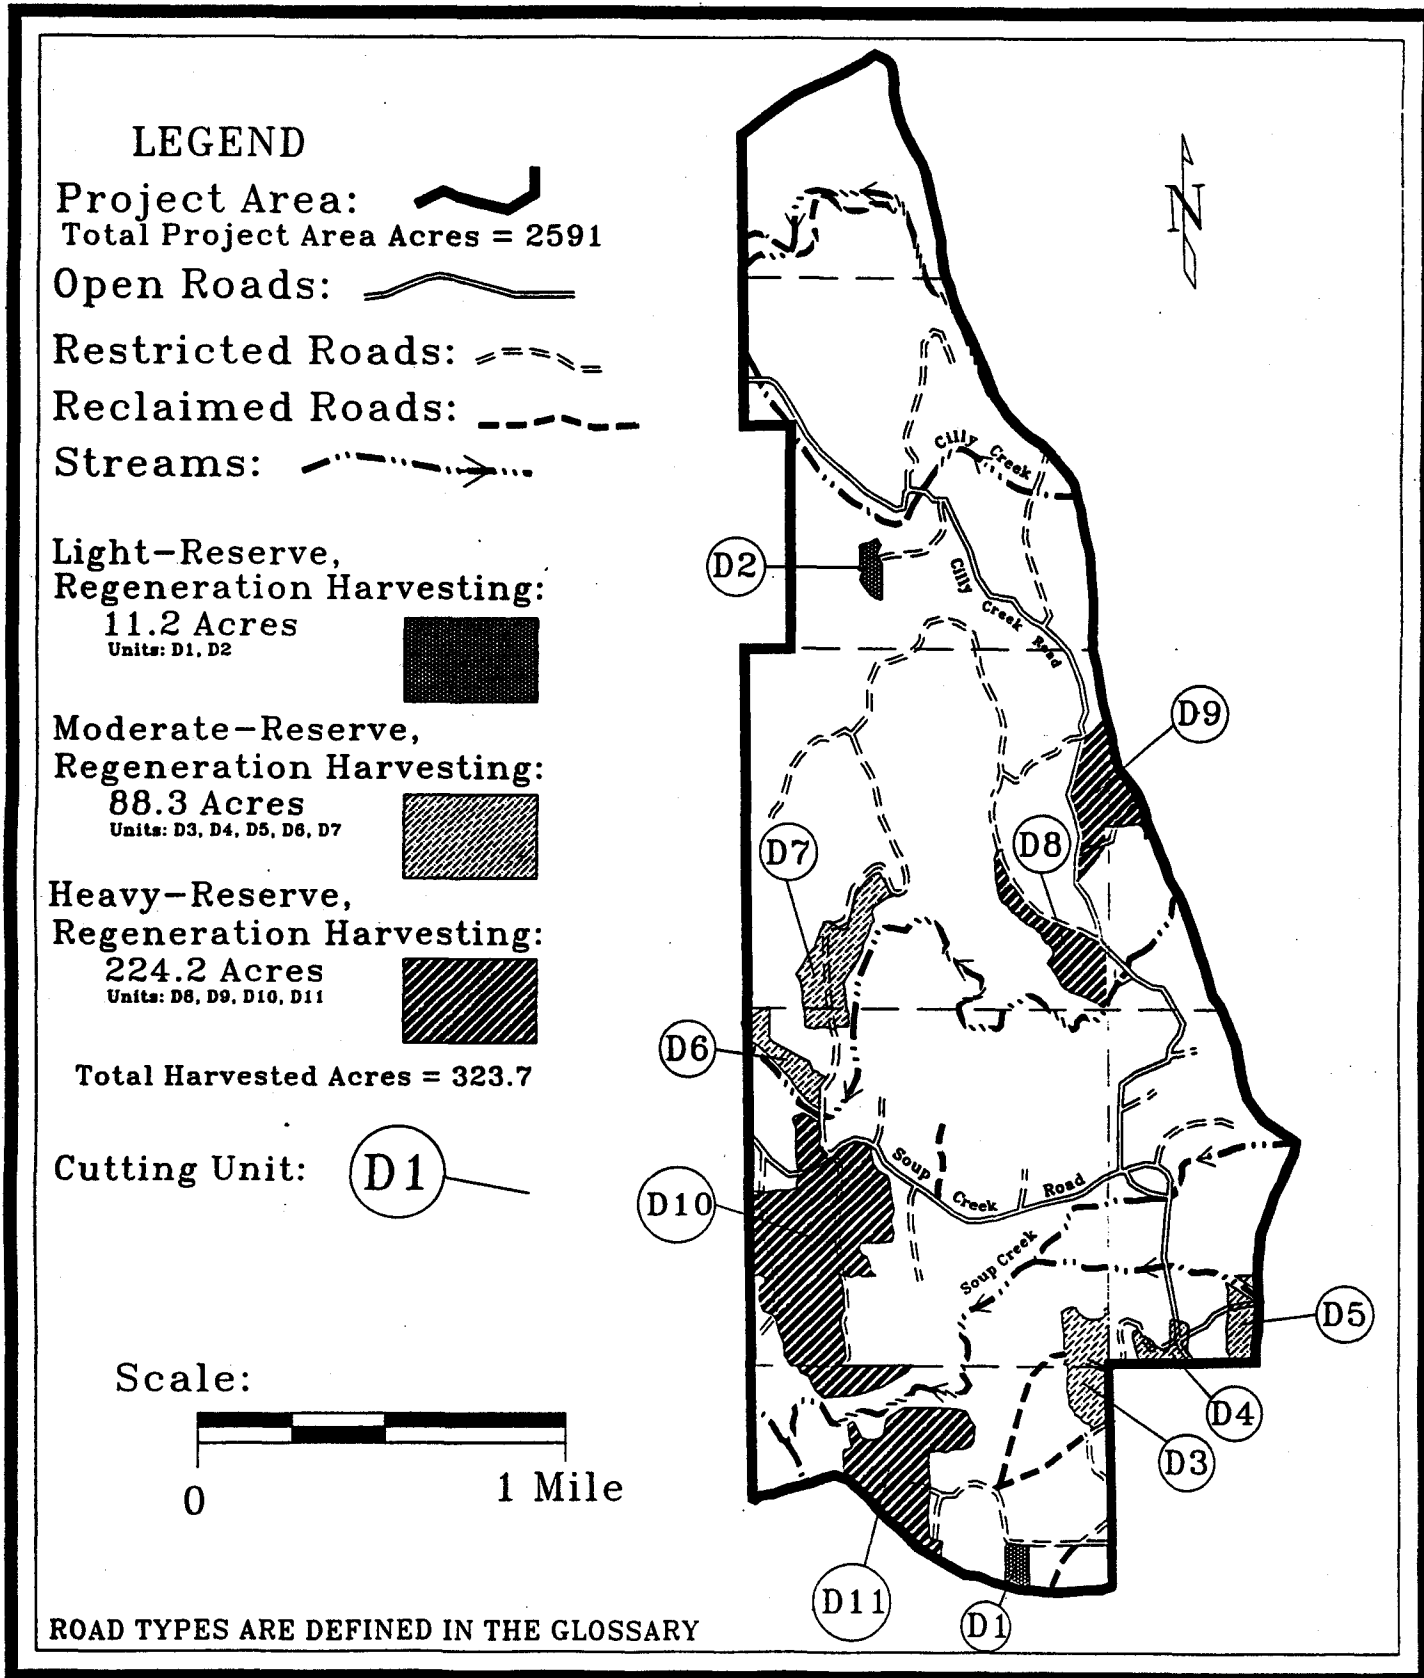 LEGEND
Project Area:
Total Project Area Acres = 2591
Open Roads:
Restricted Roads:
Reclaimed Roads:
Streams:
Light-Reserve,
Regeneration Harvesting:
11.2 Acres
Units: D1, D2
Moderate-Reserve,
Regeneration Harvesting:
88.3 Acres
Units: D3, D4, D5, D6, D7
Heavy-Reserve,
Regeneration Harvesting:
224.2 Acres
Units: D8, D9, D10, D11
Total Harvested Acres = 323.7
Cutting Unit:
D1
Scale:
0
1 Mile
ROAD TYPES ARE DEFINED IN THE GLOSSARY
N
Cilly Creek
D2
Cilly Creek Road
D9
D8
D7
D6
Soup Creek Road
D10
Soup Creek
D5
D4
D3
D11
D1